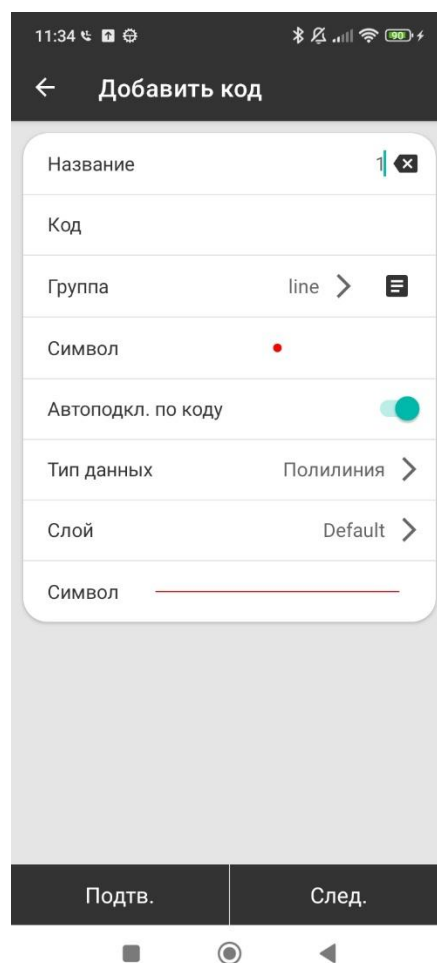 11:34 90
Добавить код
Название 1
Код
Группа line
Символ
Автоподкл. по коду
Тип данных Полилиния
Слой Default
Символ
Подтв. След.